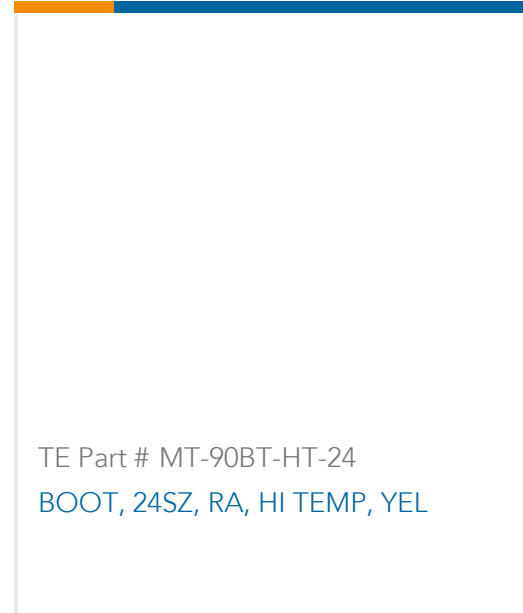 TE Part # MT-90BT-HT-24
BOOT, 24SZ, RA, HI TEMP, YEL